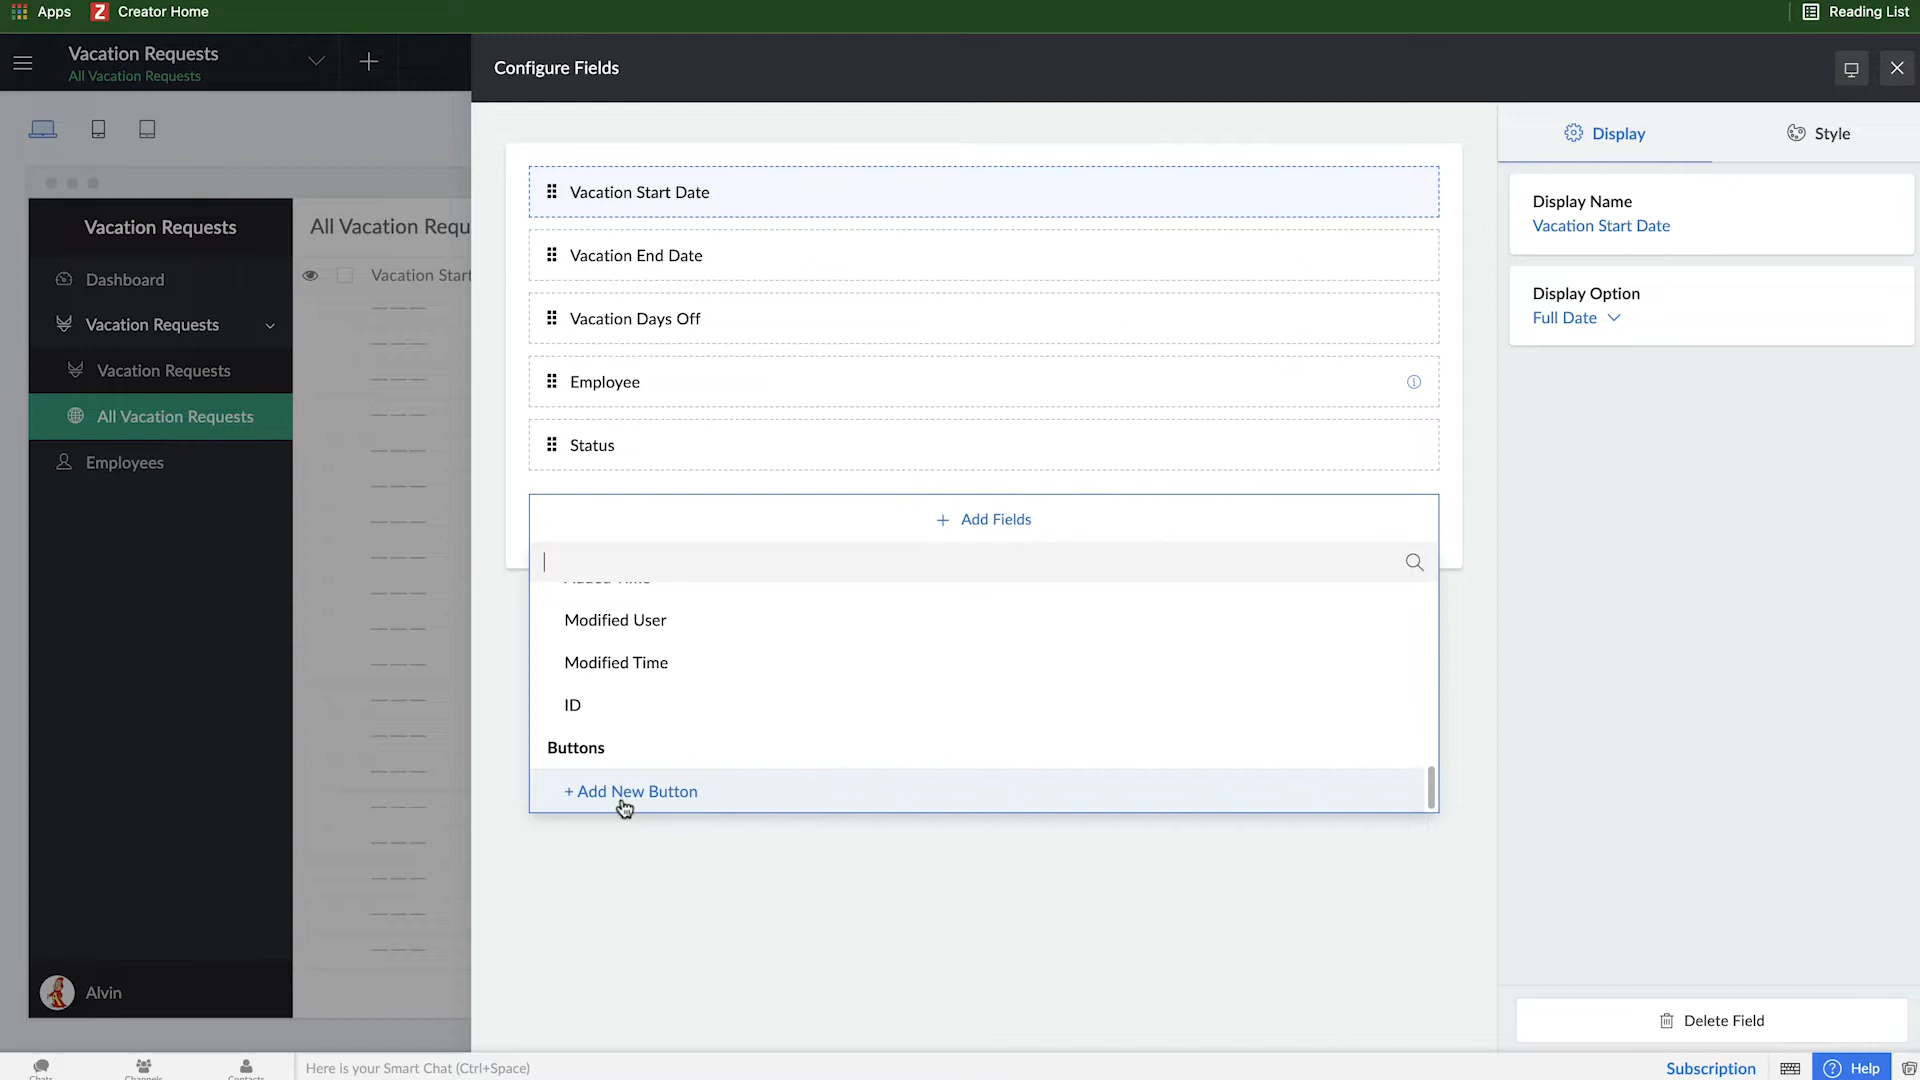 Apps
Creator Home
Reading List
Vacation Requests
All Vacation Requests
Configure Fields
Display
Style
Vacation Start Date
Vacation End Date
Vacation Days Off
Employee
Status
Add Fields
Modified User
Modified Time
ID
Buttons
+ Add New Button
Display Name
Vacation Start Date
Display Option
Full Date
Delete Field
Vacation Requests
Dashboard
Vacation Requests
Vacation Requests
All Vacation Requests
Employees
All Vacation Requ
Vacation Start
Alvin
Here is your Smart Chat (Ctrl+Space)
Subscription
Help